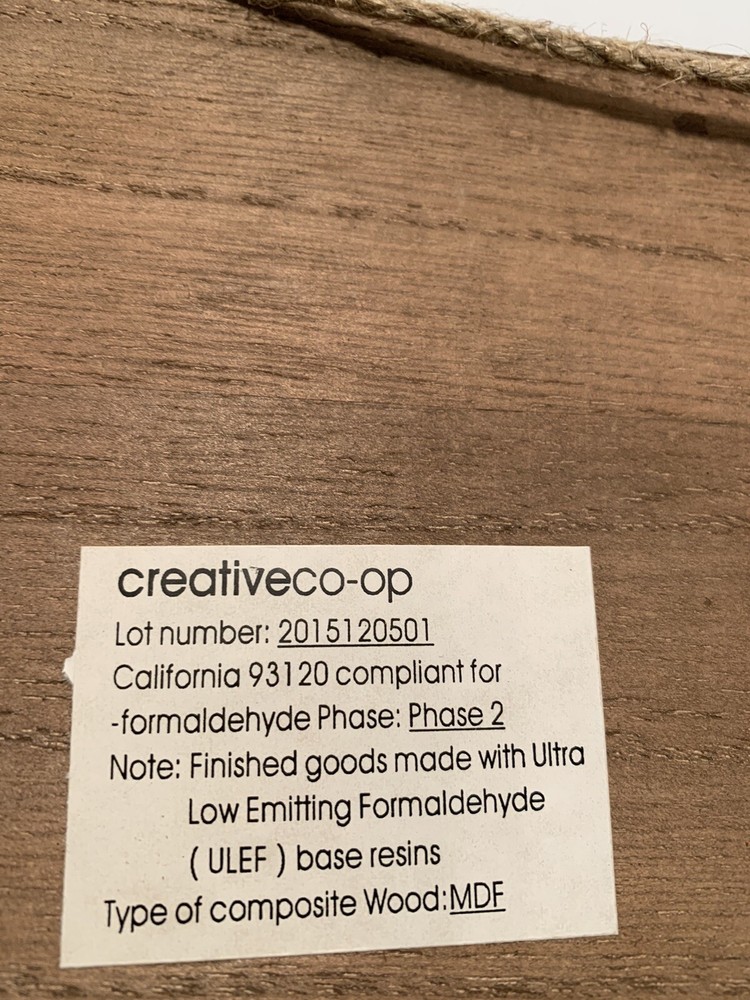 creativeco-op
Lot number: 2015120501
California 93120 compliant for
-formaldehyde Phase: Phase 2
Note: Finished goods made with Ultra
Low Emitting Formaldehyde
( ULEF ) base resins
Type of composite Wood:MDF